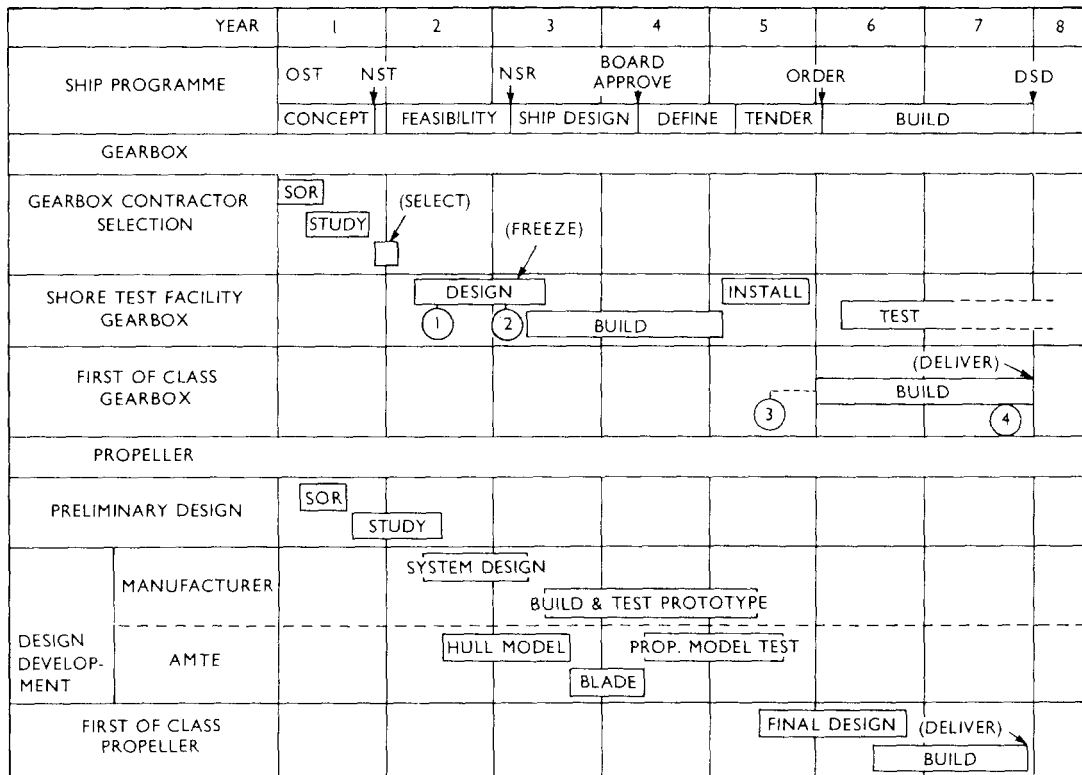 YEAR 1 2 3 4 5 6 7 8
SHIP PROGRAMME
OST NST NSR BOARD APPROVE ORDER DSD
CONCEPT FEASIBILITY SHIP DESIGN DEFINE TENDER BUILD
GEARBOX
GEARBOX CONTRACTOR
SELECTION
SOR
STUDY
(SELECT)
(FREEZE)
SHORE TEST FACILITY
GEARBOX
DESIGN
INSTALL
1 2
BUILD
TEST
FIRST OF CLASS
GEARBOX
(DELIVER)
BUILD
3 4
PROPELLER
PRELIMINARY DESIGN
SOR
STUDY
DESIGN
DEVELOP-
MENT
MANUFACTURER
SYSTEM DESIGN
BUILD & TEST PROTOTYPE
AMTE
HULL MODEL
PROP. MODEL TEST
BLADE
FIRST OF CLASS
PROPELLER
FINAL DESIGN
(DELIVER)
BUILD